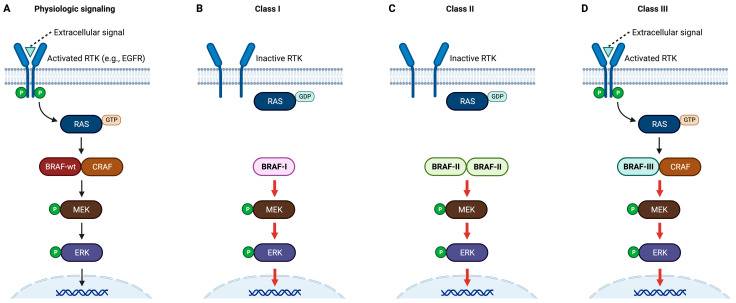 A Physiologic signaling
Extracellular signal
Activated RTK (e.g., EGFR)
P P
RAS GTP
BRAF-wt CRAF
P MEK
P ERK
B Class I
Inactive RTK
RAS GDP
BRAF-I
P MEK
P ERK
C Class II
Inactive RTK
RAS GDP
BRAF-II BRAF-II
P MEK
P ERK
D Class III
Extracellular signal
Activated RTK
P P
RAS GTP
BRAF-III CRAF
P MEK
P ERK